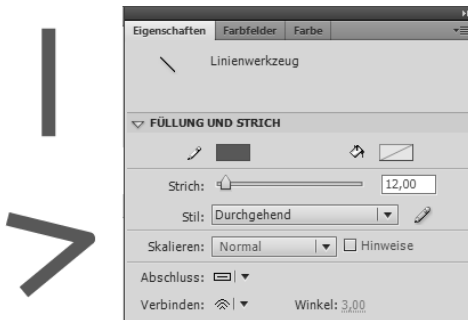 Eigenschaften Farbfelder Farbe
Linienwerkzeug
FÜLLUNG UND STRICH
Strich: 12,00
Stil: Durchgehend
Skalieren: Normal Hinweise
Abschluss:
Verbinden: Winkel: 3,00